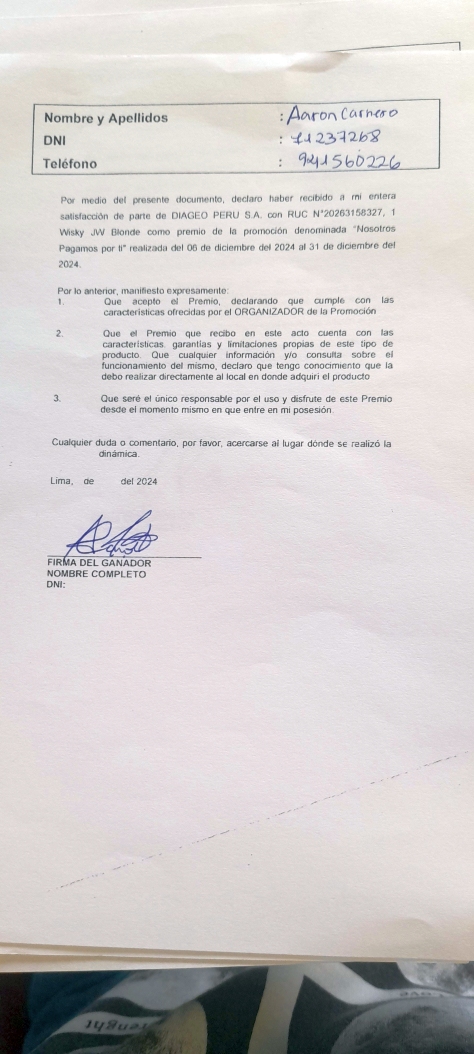 Nombre y Apellidos : Aaron Carnero
DNI : 71237268
Teléfono : 941560226
Por medio del presente documento, declaro haber recibido a mi entera
satisfacción de parte de DIAGEO PERU S.A. con RUC N°20263158327, 1
Wisky JW Blonde como premio de la promoción denominada "Nosotros
Pagamos por ti" realizada del 06 de diciembre del 2024 al 31 de diciembre del
2024.
Por lo anterior, manifiesto expresamente:
1. Que acepto el Premio, declarando que cumple con las
características ofrecidas por el ORGANIZADOR de la Promoción
2. Que el Premio que recibo en este acto cuenta con las
características, garantías y limitaciones propias de este tipo de
producto. Que cualquier información y/o consulta sobre el
funcionamiento del mismo, declaro que tengo conocimiento que la
debo realizar directamente al local en donde adquirí el producto
3. Que seré el único responsable por el uso y disfrute de este Premio
desde el momento mismo en que entre en mi posesión.
Cualquier duda o comentario, por favor, acercarse al lugar dónde se realizó la
dinámica.
Lima, de del 2024
FIRMA DEL GANADOR
NOMBRE COMPLETO
DNI: